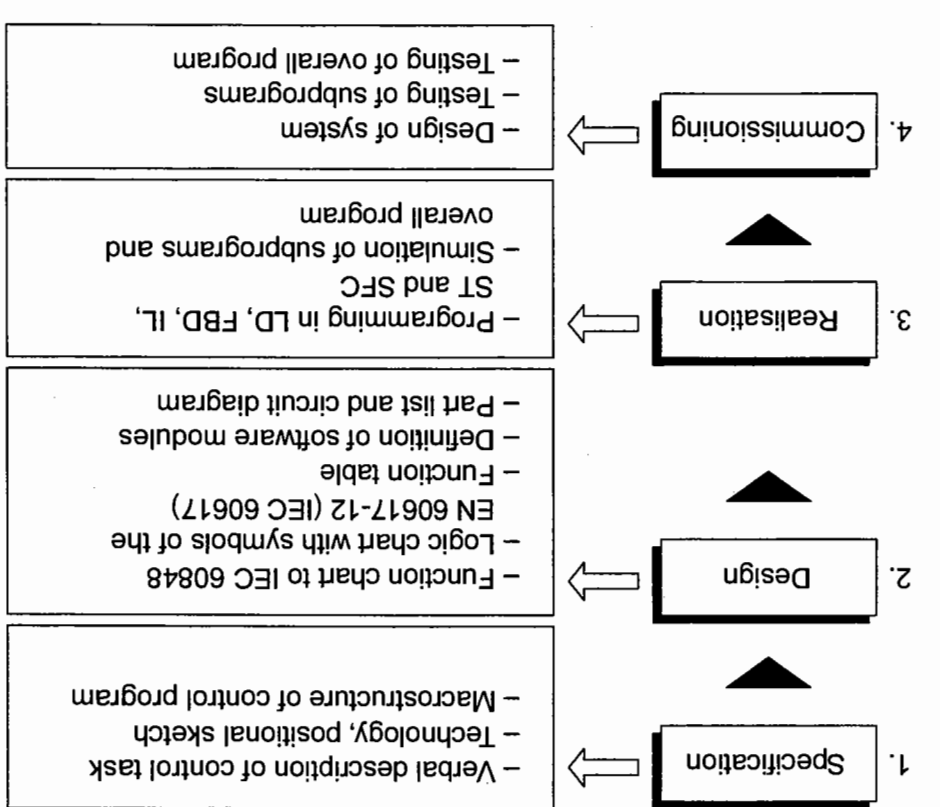 1.
Specification
– Verbal description of control task
– Technology, positional sketch
– Macrostructure of control program
2.
Design
– Function chart to IEC 60848
– Logic chart with symbols of the
EN 60617-12 (IEC 60617)
– Function table
– Definition of software modules
– Part list and circuit diagram
3.
Realisation
– Programming in LD, FBD, IL,
ST and SFC
– Simulation of subprograms and
overall program
4.
Commissioning
– Design of system
– Testing of subprograms
– Testing of overall program